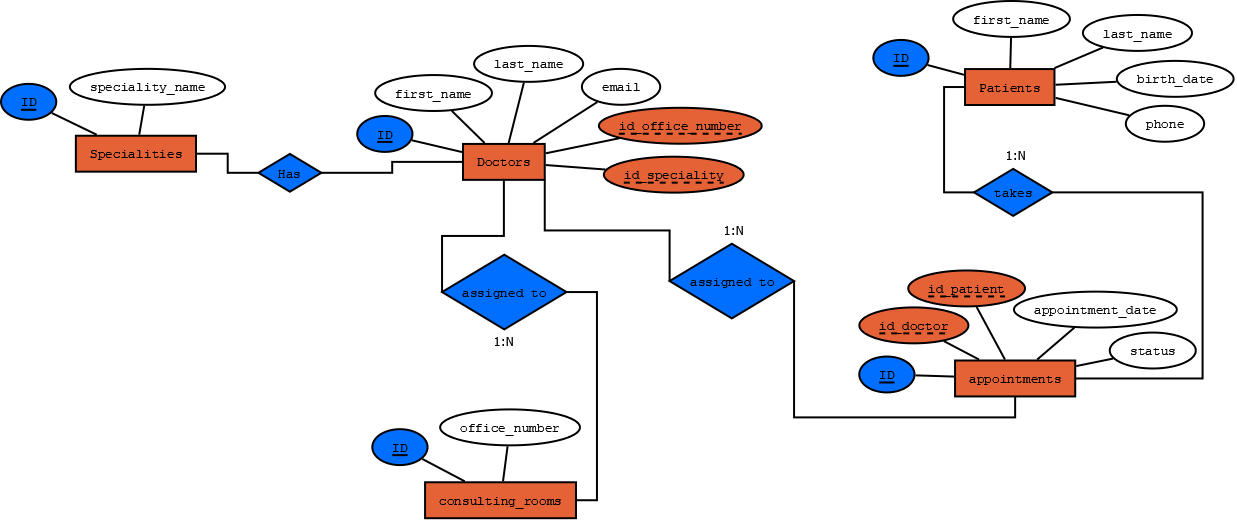 first_name
last_name
ID
birth_date
Patients
phone
last_name
speciality_name
first_name
email
ID
id_office_number
ID
Specialities
Doctors
id_speciality
Has
1:N
takes
1:N
assigned to
assigned to
1:N
id_patient
appointment_date
id_doctor
status
ID
appointments
office_number
ID
consulting_rooms